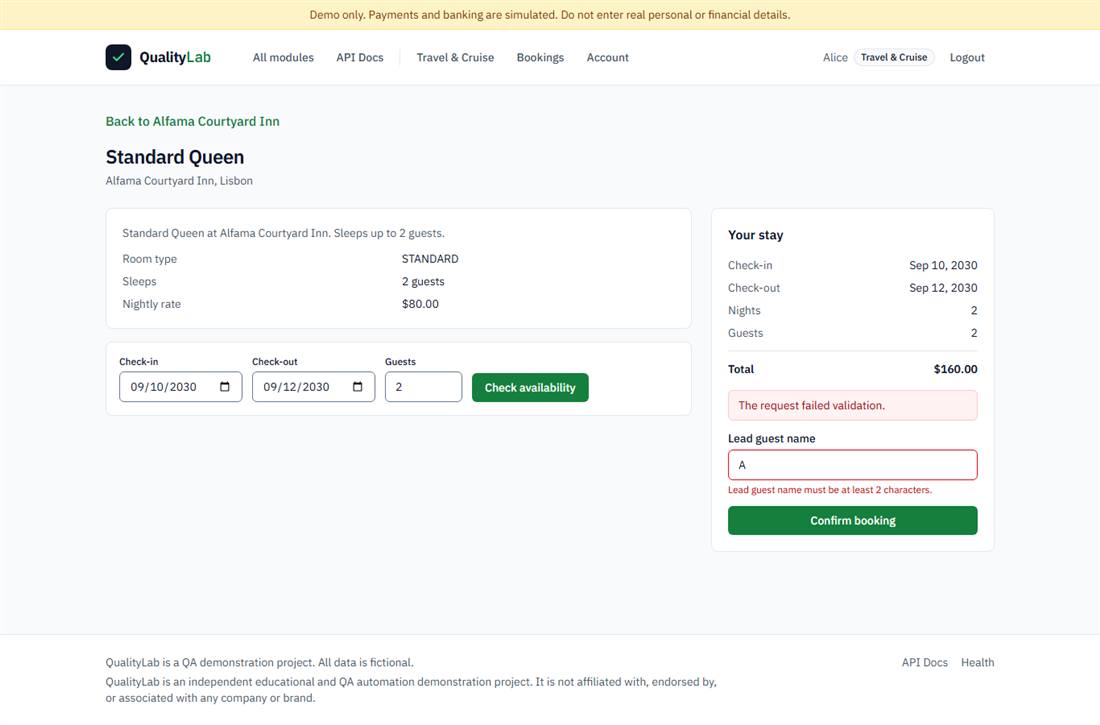 Demo only. Payments and banking are simulated. Do not enter real personal or financial details.
QualityLab
All modules
API Docs
Travel & Cruise
Bookings
Account
Alice
Travel & Cruise
Logout
Back to Alfama Courtyard Inn
Standard Queen
Alfama Courtyard Inn, Lisbon
Standard Queen at Alfama Courtyard Inn. Sleeps up to 2 guests.
Room type STANDARD
Sleeps 2 guests
Nightly rate $80.00
Check-in Check-out Guests
09/10/2030 09/12/2030 2 Check availability
Your stay
Check-in Sep 10, 2030
Check-out Sep 12, 2030
Nights 2
Guests 2
Total $160.00
The request failed validation.
Lead guest name
A
Lead guest name must be at least 2 characters.
Confirm booking
QualityLab is a QA demonstration project. All data is fictional.
QualityLab is an independent educational and QA automation demonstration project. It is not affiliated with, endorsed by,
or associated with any company or brand.
API Docs Health